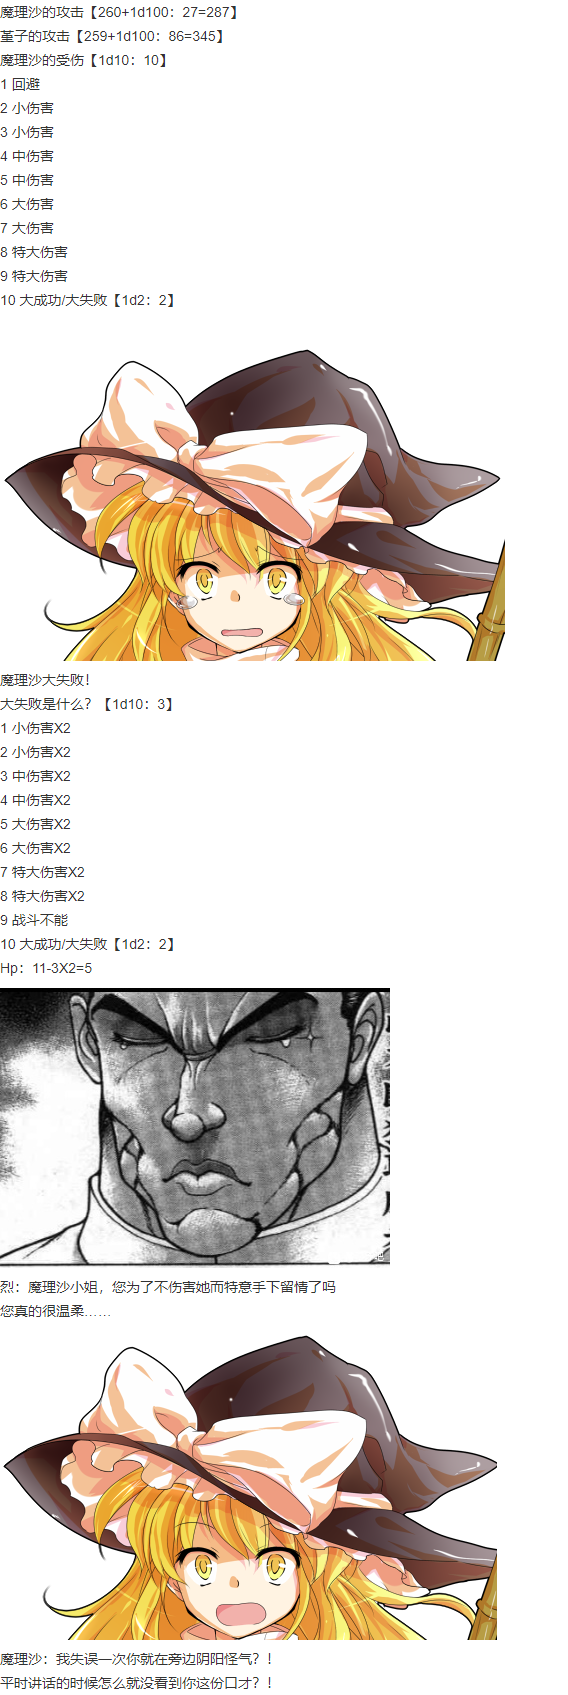 魔理沙的攻击【260+1d100：27=287】
堇子的攻击【259+1d100：86=345】
魔理沙的受伤【1d10：10】
1 回避
2 小伤害
3 小伤害
4 中伤害
5 中伤害
6 大伤害
7 大伤害
8 特大伤害
9 特大伤害
10 大成功/大失败【1d2：2】
魔理沙大失败！
大失败是什么？【1d10：3】
1 小伤害X2
2 小伤害X2
3 中伤害X2
4 中伤害X2
5 大伤害X2
6 大伤害X2
7 特大伤害X2
8 特大伤害X2
9 战斗不能
10 大成功/大失败【1d2：2】
Hp：11-3X2=5
烈：魔理沙小姐，您为了不伤害她而特意手下留情了吗
您真的很温柔……
魔理沙：我失误一次你就在旁边阴阳怪气？！
平时讲话的时候怎么就没看到你这份口才？！